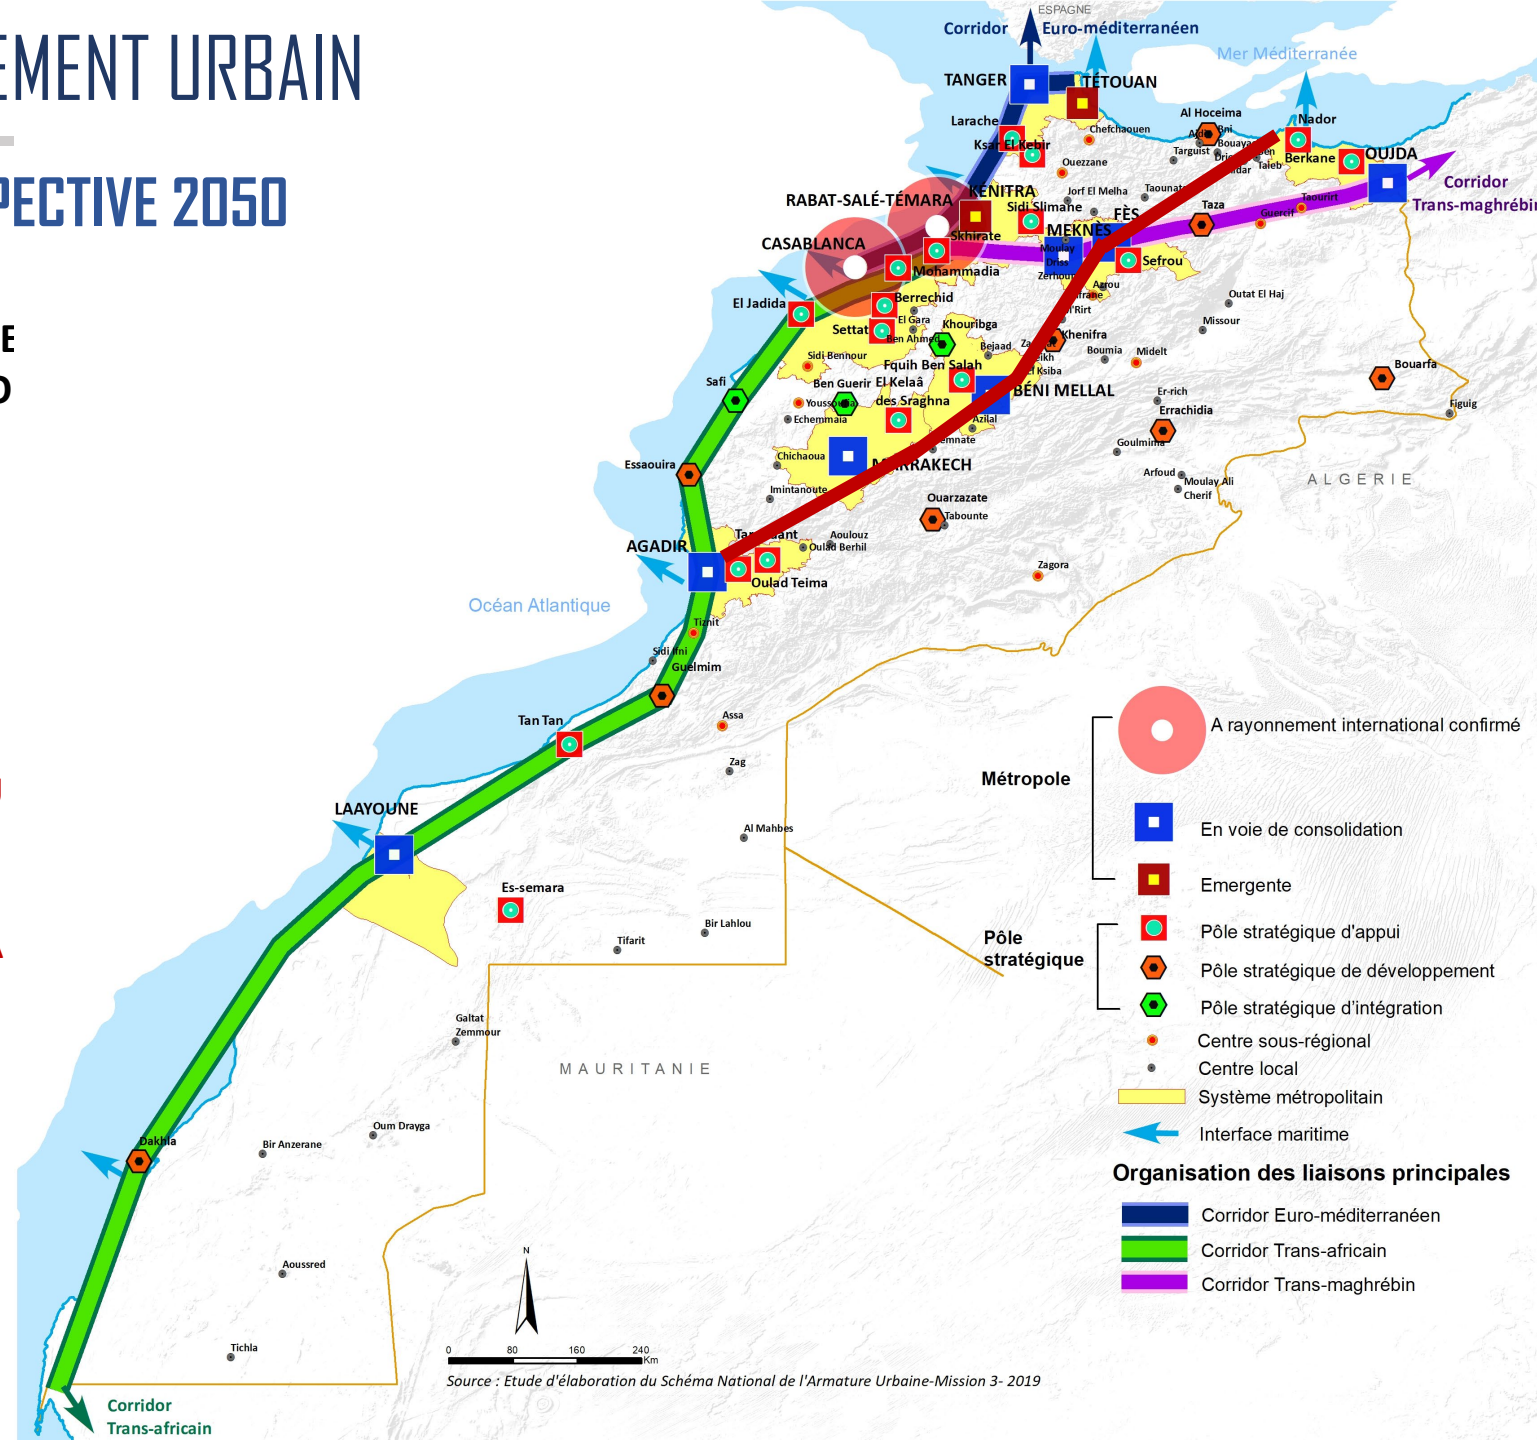 EMENT URBAIN
PECTIVE 2050
ESPAGNE
Corridor Euro-méditerranéen
Mer Méditerranée
TANGER
TÉTOUAN
Larache
Ksar El Kebir
Chefchaouen
Ouezzane
Al Hoceima
Targuist
Taieb
Nador
Berkane
OUJDA
Corridor
Trans-maghrébin
Taourirt
Guercif
Taza
Jorf El Melha
RABAT-SALÉ-TÉMARA
KENITRA
Sidi Slimane
FÈS
MEKNÈS
CASABLANCA
Skhirate
Moulay
Driss
Zerhoun
Sefrou
Mohammadia
Azrou
El Jadida
Berrechid
El Gara
Settat
Ben Ahmed
Khouribga
Bejaad
Khenifra
Outat El Haj
Missour
Boumia
Midelt
Sidi Bennour
Fquih Ben Salah
Ben Guerir
El Kelaâ
des Sraghna
BÉNI MELLAL
Bouarfa
Figuig
Safi
Echemmaia
Azilal
Er-rich
Errachidia
Goulmima
Chichaoua
MARRAKECH
Essaouira
Imintanoute
Arfoud
Moulay Ali
Cherif
ALGERIE
Ouarzazate
Tabounte
AGADIR
Aoulouz
Oulad Berhil
Oulad Teima
Zagora
Océan Atlantique
Tiznit
Sidi Ifni
Guelmim
Assa
Tan Tan
Zag
LAAYOUNE
Al Mahbes
Es-semara
Bir Lahlou
Tifarit
Galtat
Zemmour
MAURITANIE
Oum Drayga
Bir Anzerane
Dakhla
Aoussred
Tichla
Corridor
Trans-africain
Métropole
A rayonnement international confirmé
En voie de consolidation
Emergente
Pôle
stratégique
Pôle stratégique d'appui
Pôle stratégique de développement
Pôle stratégique d’intégration
Centre sous-régional
Centre local
Système métropolitain
Interface maritime
Organisation des liaisons principales
Corridor Euro-méditerranéen
Corridor Trans-africain
Corridor Trans-maghrébin
N
0 80 160 240
Km
Source : Etude d'élaboration du Schéma National de l'Armature Urbaine-Mission 3- 2019